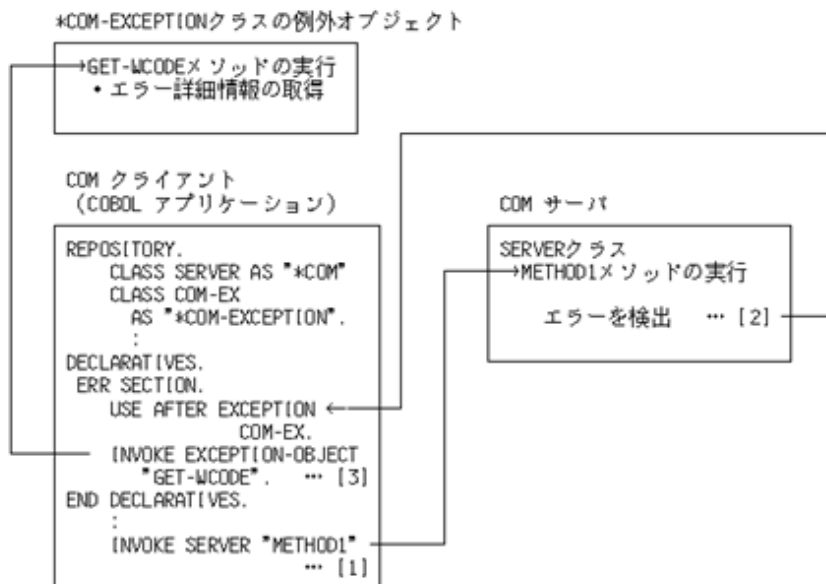 *COM-EXCEPTIONクラスの例外オブジェクト
GET-WCODEメソッドの実行
・エラー詳細情報の取得
COM クライアント
(COBOL アプリケーション)
REPOSITORY.
CLASS SERVER AS "*COM"
CLASS COM-EX
AS "*COM-EXCEPTION".
:
DECLARATIVES.
ERR SECTION.
USE AFTER EXCEPTION
COM-EX.
INVOKE EXCEPTION-OBJECT
"GET-WCODE". … [3]
END DECLARATIVES.
:
INVOKE SERVER "METHOD1"
… [1]
COM サーバ
SERVERクラス
METHOD1メソッドの実行
エラーを検出 … [2]